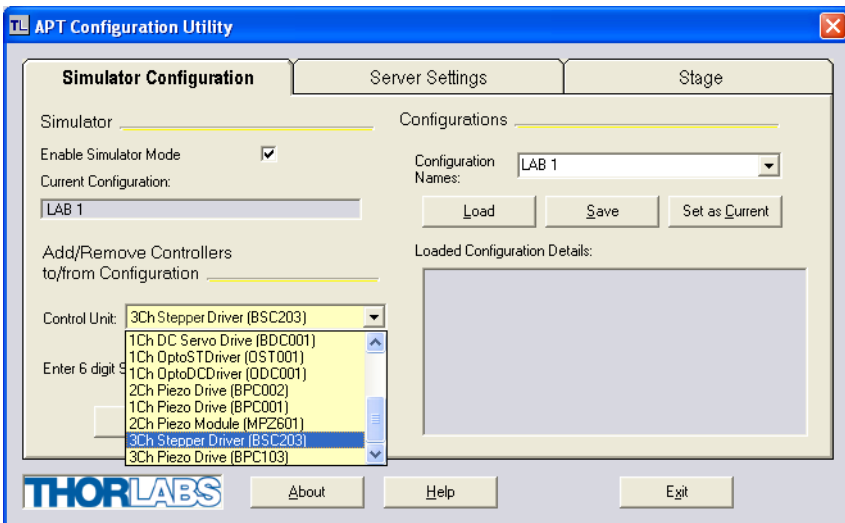 TL APT Configuration Utility
Simulator Configuration
Server Settings
Stage
Simulator
Enable Simulator Mode
Current Configuration:
LAB 1
Add/Remove Controllers
to/from Configuration
Control Unit: 3Ch Stepper Driver (BSC203)
1Ch DC Servo Drive (BDC001)
1Ch OptoSTDriver (OST001)
1Ch OptoDCDriver (ODC001)
2Ch Piezo Drive (BPC002)
1Ch Piezo Drive (BPC001)
2Ch Piezo Module (MPZ601)
3Ch Stepper Driver (BSC203)
3Ch Piezo Drive (BPC103)
Enter 6 digit S
Configurations
Configuration
Names:
LAB 1
Load
Save
Set as Current
Loaded Configuration Details:
THORLABS
About
Help
Exit